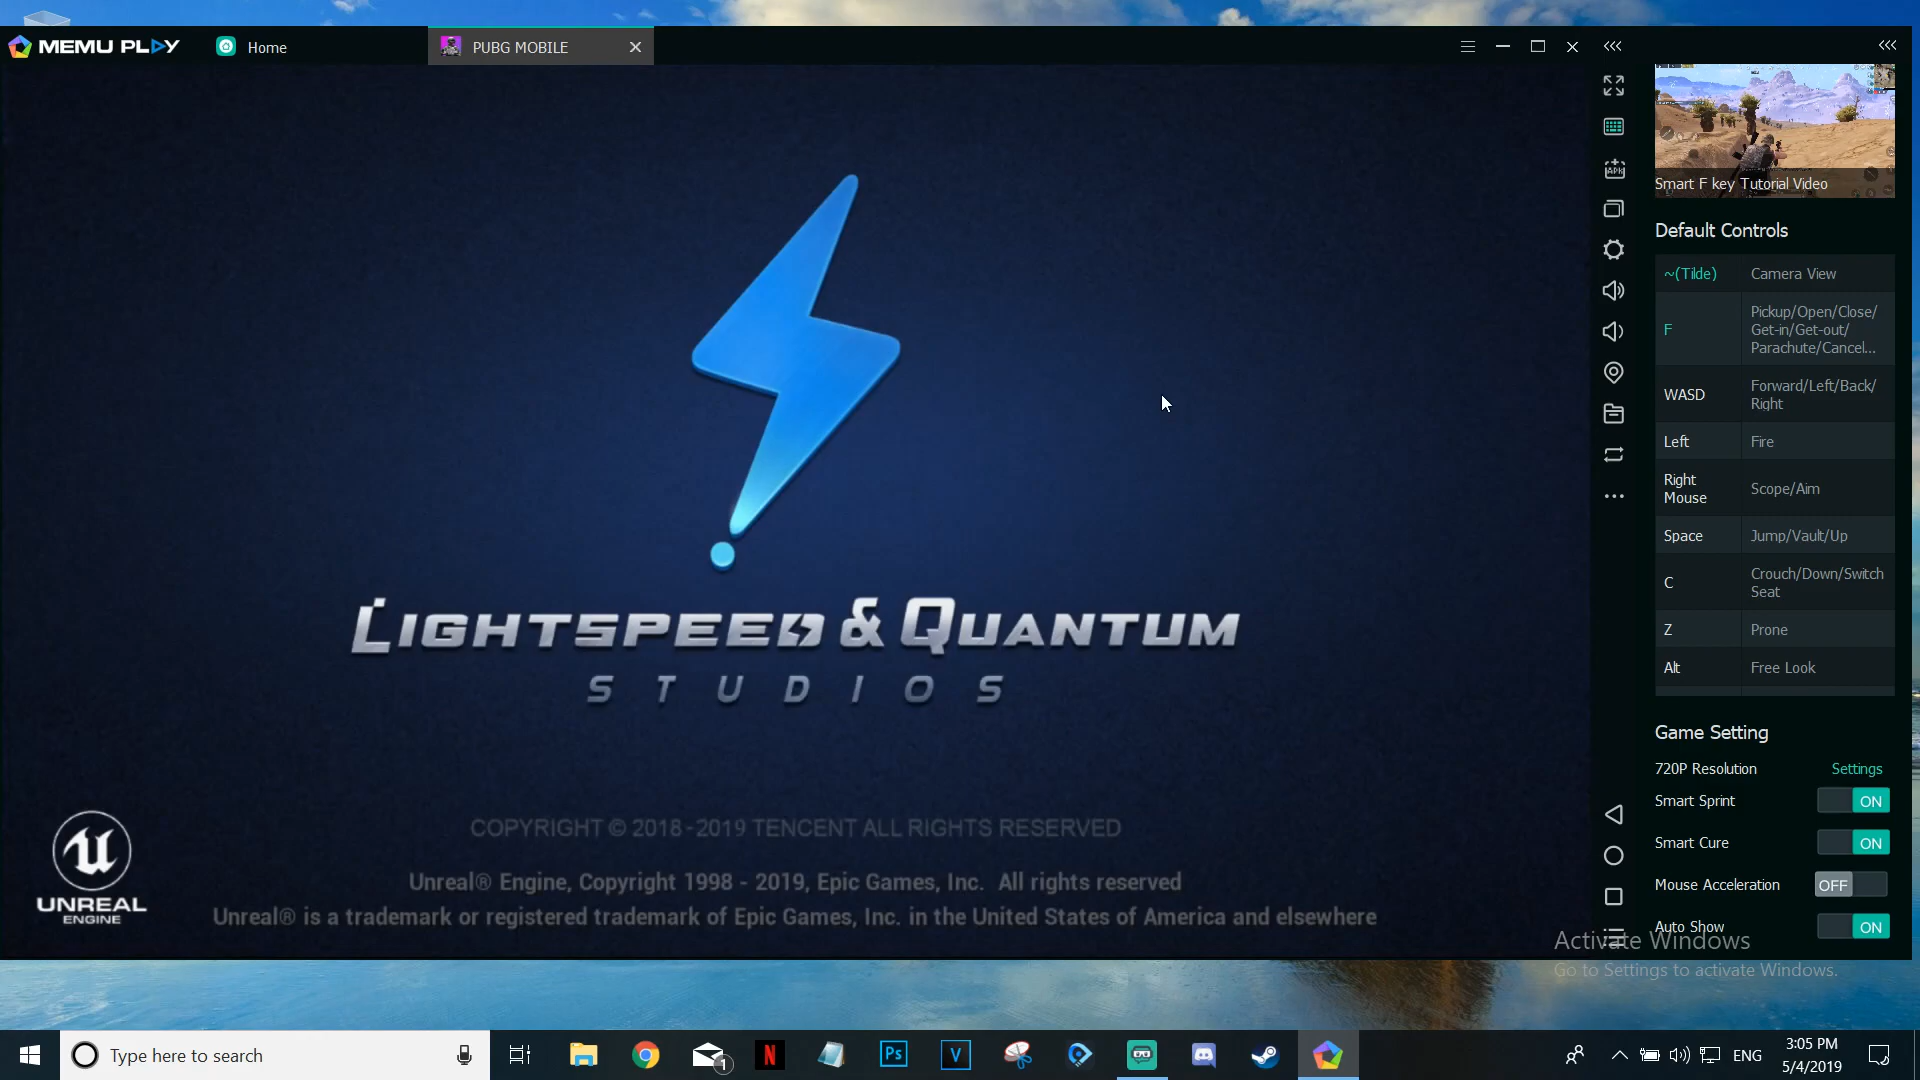 MEMU PLAY
Home
PUBG MOBILE
Smart F key Tutorial Video
Default Controls
~(Tilde) Camera View
F Pickup/Open/Close/
Get-in/Get-out/
Parachute/Cancel...
WASD Forward/Left/Back/
Right
Left Fire
Right
Mouse Scope/Aim
Space Jump/Vault/Up
C Crouch/Down/Switch
Seat
Z Prone
Alt Free Look
Game Setting
720P Resolution Settings
Smart Sprint ON
Smart Cure ON
Mouse Acceleration OFF
Auto Show ON
APK
LIGHTSPEED & QUANTUM
STUDIOS
COPYRIGHT © 2018-2019 TENCENT ALL RIGHTS RESERVED
Unreal® Engine, Copyright 1998 - 2019, Epic Games, Inc. All rights reserved
Unreal® is a trademark or registered trademark of Epic Games, Inc. in the United States of America and elsewhere
UNREAL
ENGINE
Activate Windows
Go to Settings to activate Windows.
Type here to search
1
N
Ps
V
ENG
3:05 PM
5/4/2019